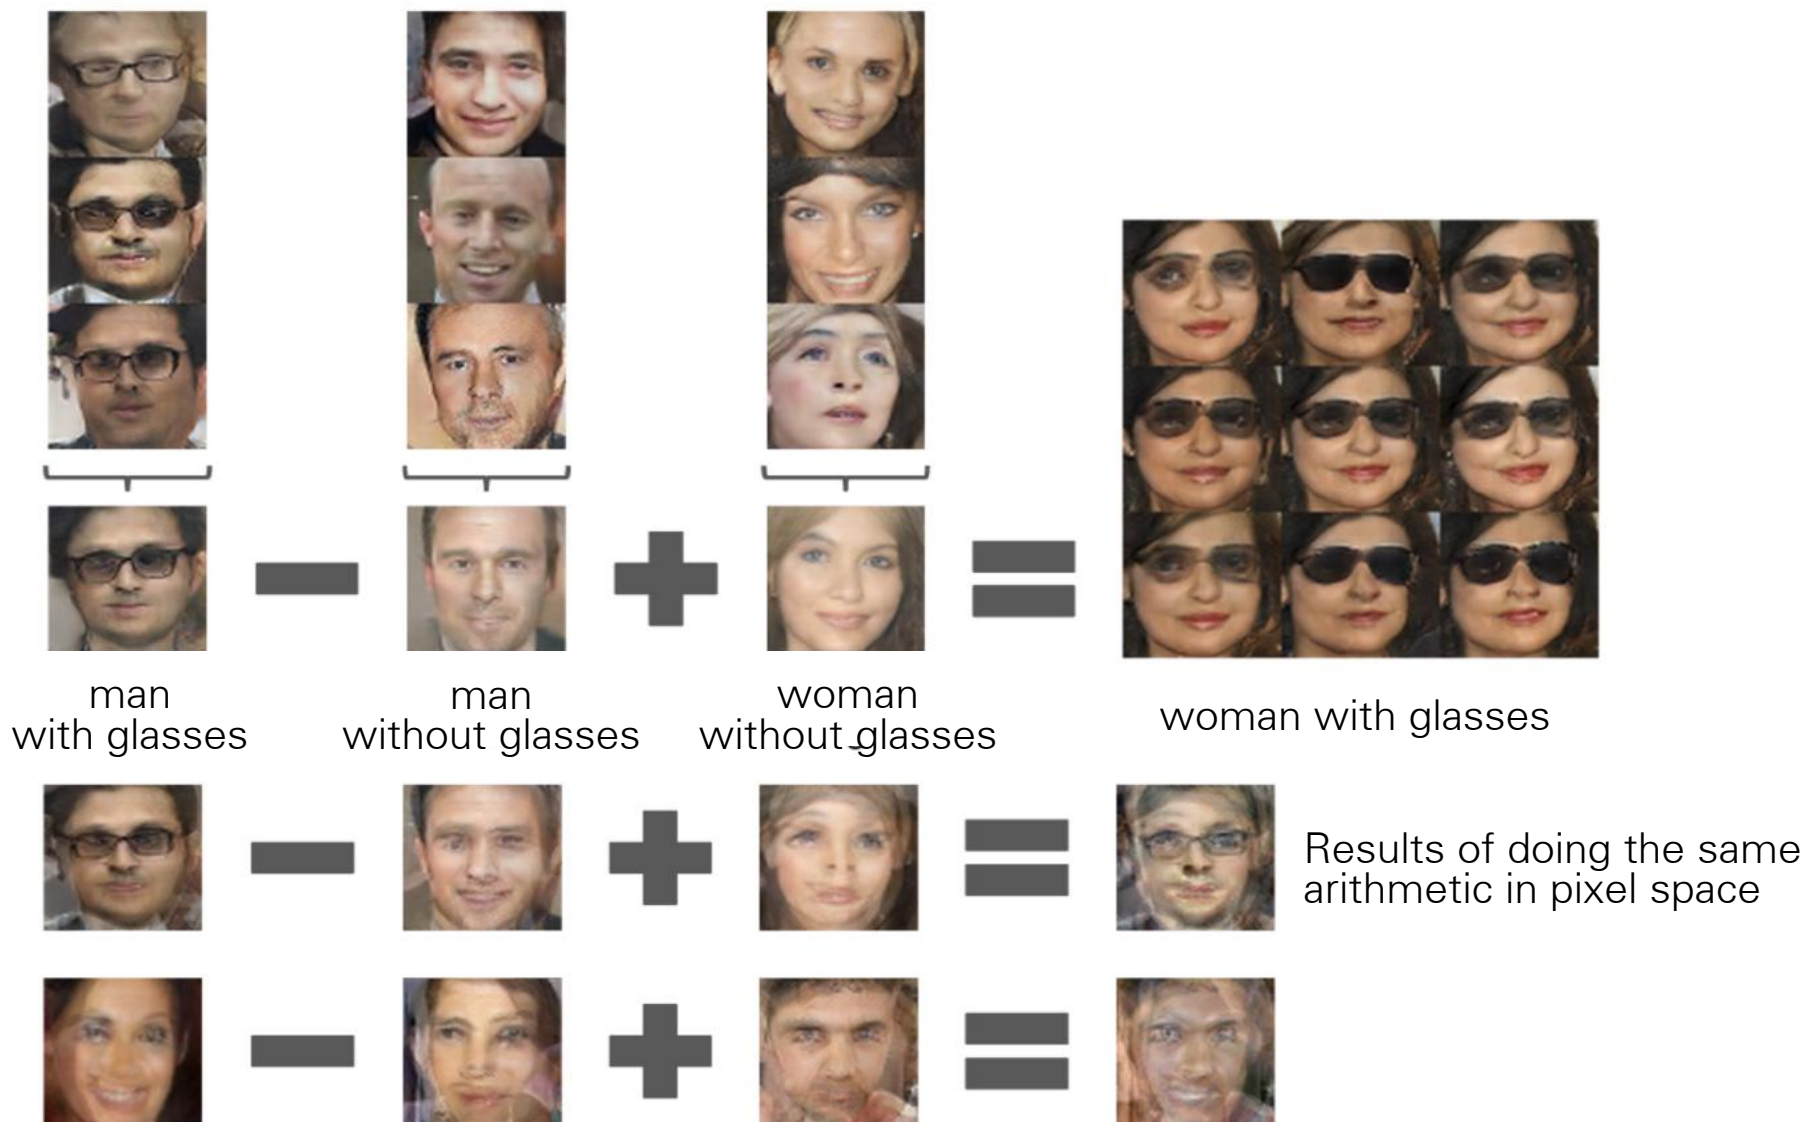 man
with glasses
man
without glasses
woman
without glasses
woman with glasses
Results of doing the same
arithmetic in pixel space